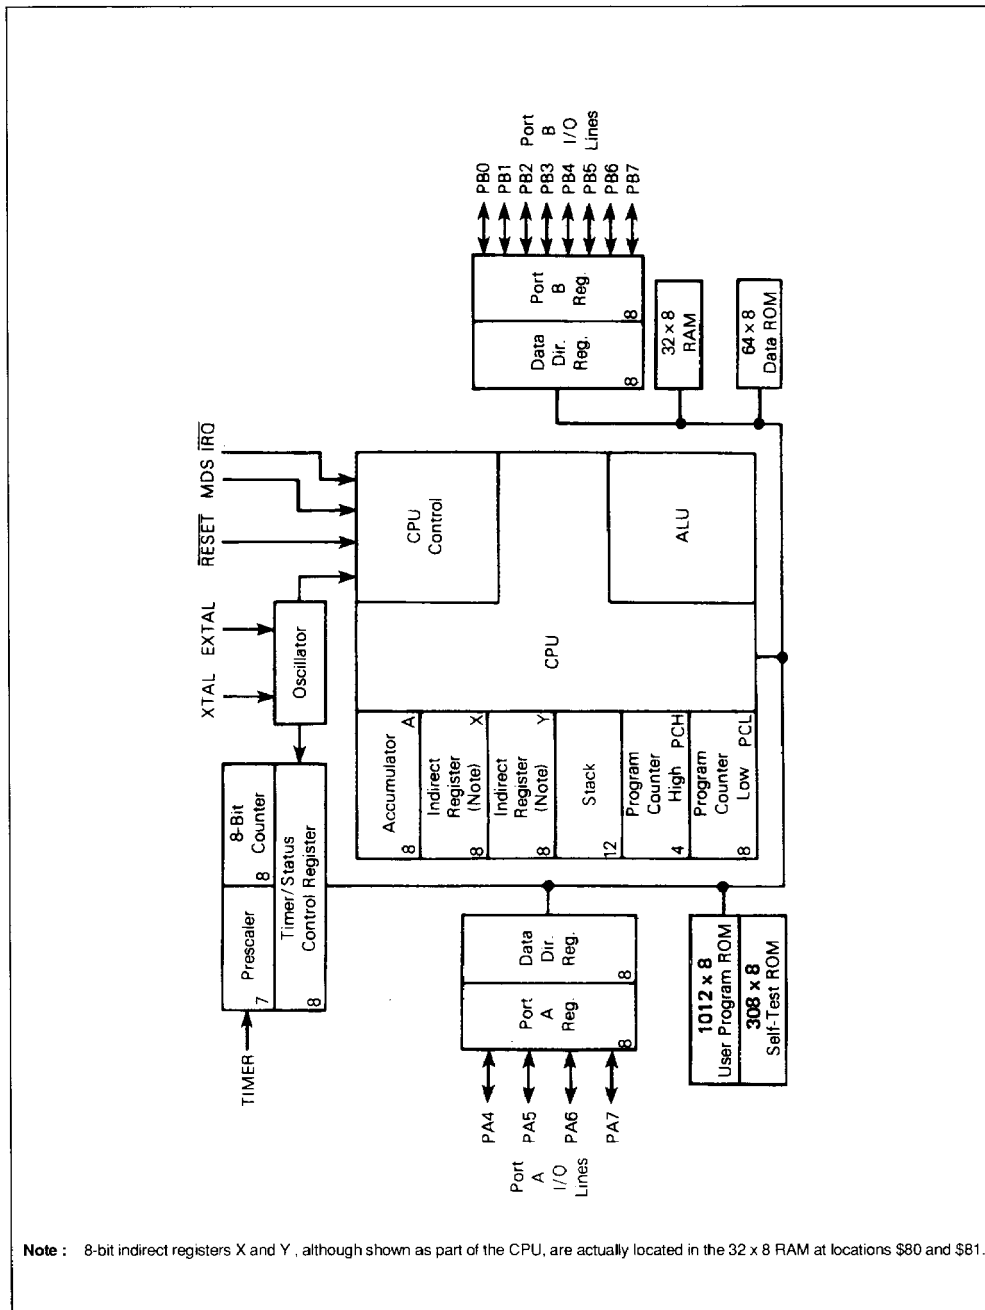 TIMER
7
Prescaler
8
8-Bit
Counter
8
Timer/Status
Control Register
XTAL
EXTAL
Oscillator
RESET
MDS
IRQ
PA4
PA5
PA6
PA7
Port
A
I/O
Lines
Port
A
Reg.
8
Data
Dir.
Reg.
8
8
Accumulator
A
8
Indirect
Register
(Note)
X
8
Indirect
Register
(Note)
Y
12
Stack
4
Program
Counter
High PCH
8
Program
Counter
Low PCL
CPU
CPU
Control
ALU
Data
Dir.
Reg.
8
Port
B
Reg.
8
PB0
PB1
PB2
PB3
PB4
PB5
PB6
PB7
Port
B
I/O
Lines
1012 x 8
User Program ROM
308 x 8
Self-Test ROM
32 x 8
RAM
64 x 8
Data ROM
Note : 8-bit indirect registers X and Y , although shown as part of the CPU, are actually located in the 32 x 8 RAM at locations $80 and $81.